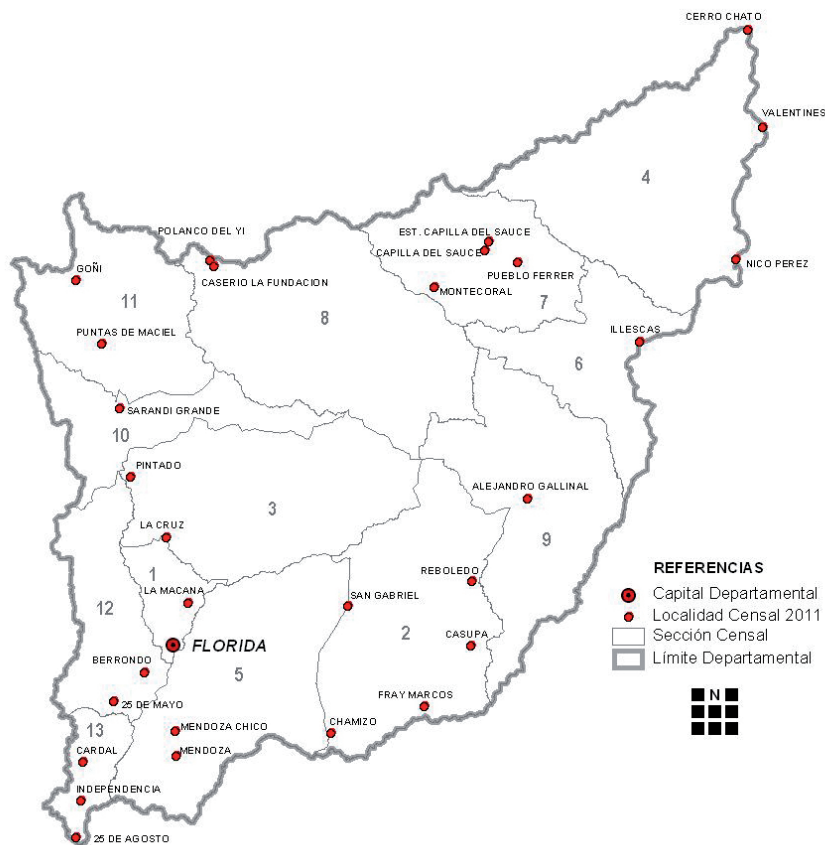 CERRO CHATO
VALENTINES
4
POLANCO DEL YI
EST. CAPILLA DEL SAUCE
CAPILLA DEL SAUCE
GOÑI
CASERIO LA FUNDACION
PUEBLO FERRER
NICO PEREZ
MONTECORAL
11
7
8
PUNTAS DE MACIEL
ILLESCAS
6
SARANDI GRANDE
10
PINTADO
ALEJANDRO GALLINAL
3
LA CRUZ
9
REFERENCIAS
1
REBOLEDO
Capital Departamental
LA MACANA
SAN GABRIEL
Localidad Censal 2011
12
2
Sección Censal
FLORIDA
CASUPA
Límite Departamental
BERRONDO
5
N
25 DE MAYO
FRAY MARCOS
13
MENDOZA CHICO
CHAMIZO
CARDAL
MENDOZA
INDEPENDENCIA
25 DE AGOSTO